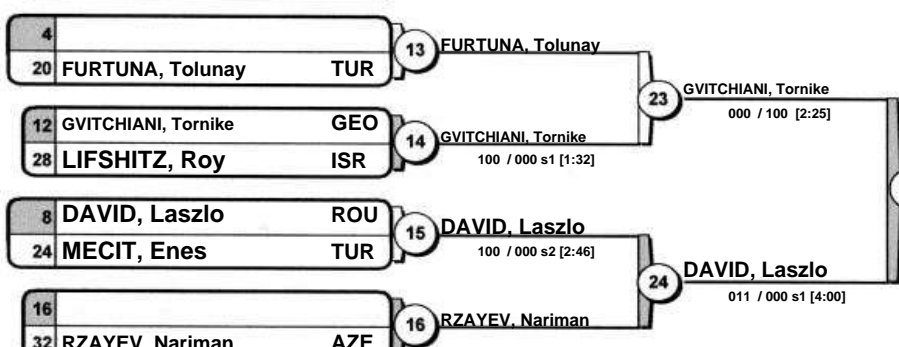 4
20 FURTUNA, Tolunay TUR
13 FURTUNA, Tolunay
12 GVITCHIANI, Tornike GEO
28 LIFSHITZ, Roy ISR
14 GVITCHIANI, Tornike
100 / 000 s1 [1:32]
23 GVITCHIANI, Tornike
000 / 100 [2:25]
8 DAVID, Laszlo ROU
24 MECIT, Enes TUR
15 DAVID, Laszlo
100 / 000 s2 [2:46]
16
32 RZAYEV, Nariman AZE
16 RZAYEV, Nariman
24 DAVID, Laszlo
011 / 000 s1 [4:00]